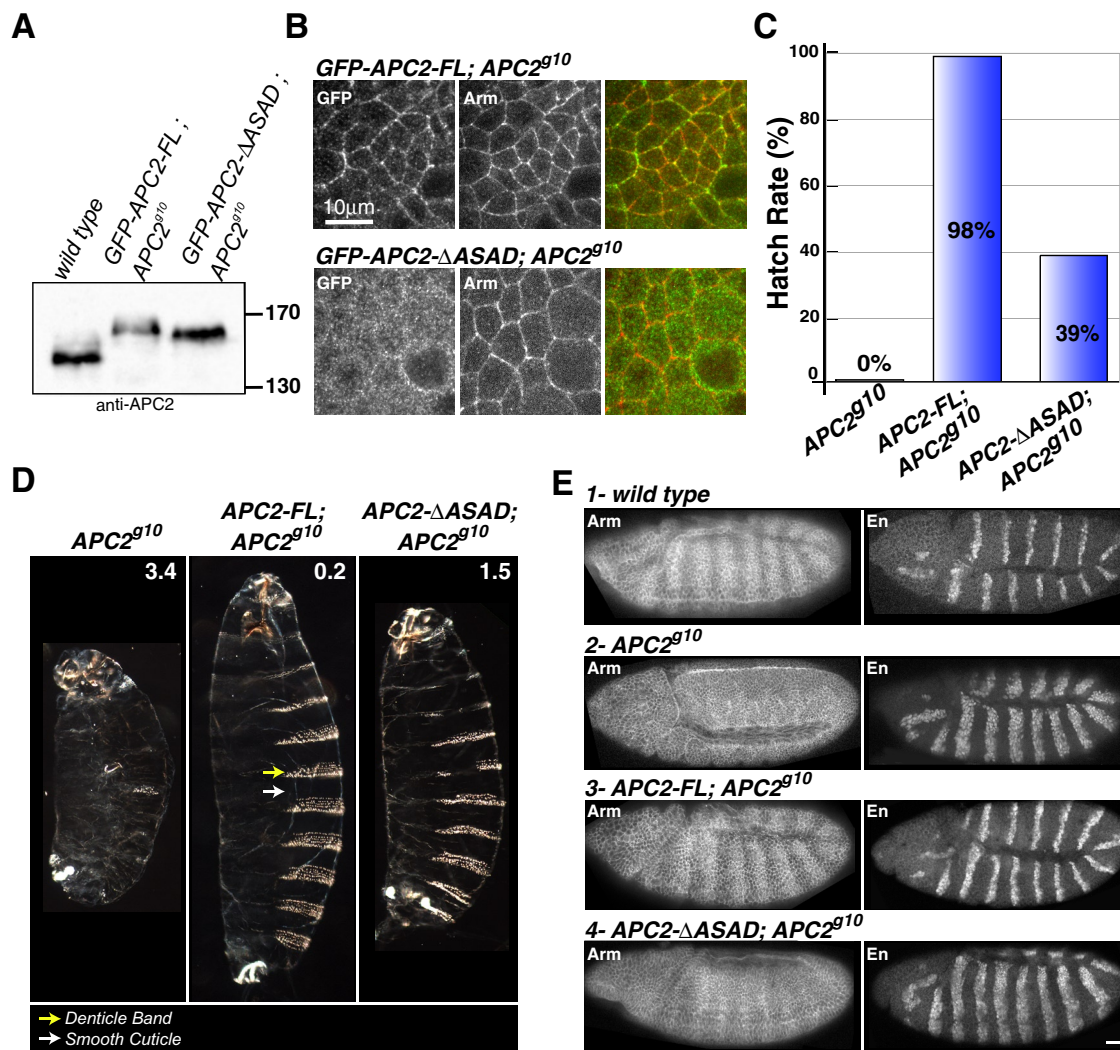 A
wild type
GFP-APC2-FL ;
APC2g10
GFP-APC2-ΔASAD ;
APC2g10
170
130
anti-APC2
B
GFP-APC2-FL; APC2g10
GFP
Arm
10µm
GFP-APC2-ΔASAD; APC2g10
GFP
Arm
C
Hatch Rate (%)
100
80
60
40
20
0
0%
98%
39%
APC2g10
APC2-FL;
APC2g10
APC2-ΔASAD;
APC2g10
D
APC2g10
APC2-FL;
APC2g10
APC2-ΔASAD;
APC2g10
3.4
0.2
1.5
Denticle Band
Smooth Cuticle
E
1- wild type
Arm
En
2- APC2g10
Arm
En
3- APC2-FL; APC2g10
Arm
En
4- APC2-ΔASAD; APC2g10
Arm
En